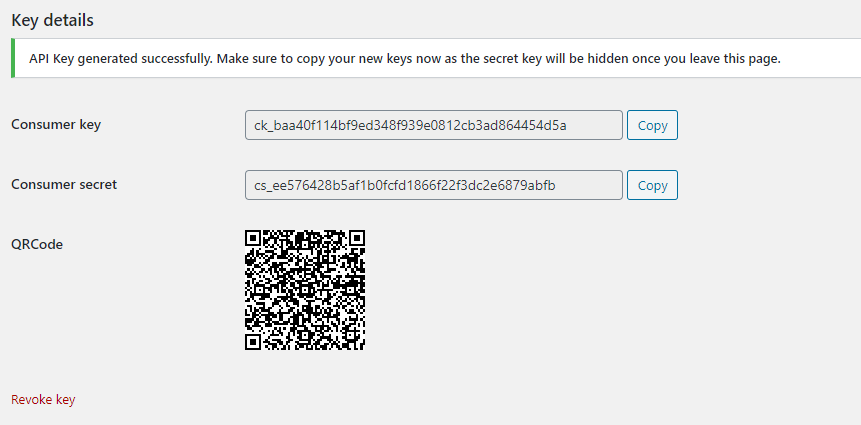 Key details
API Key generated successfully. Make sure to copy your new keys now as the secret key will be hidden once you leave this page.
Consumer key ck_baa40f114bf9ed348f939e0812cb3ad864454d5a Copy
Consumer secret cs_ee576428b5af1b0fcfd1866f22f3dc2e6879abfb Copy
QRCode
Revoke key